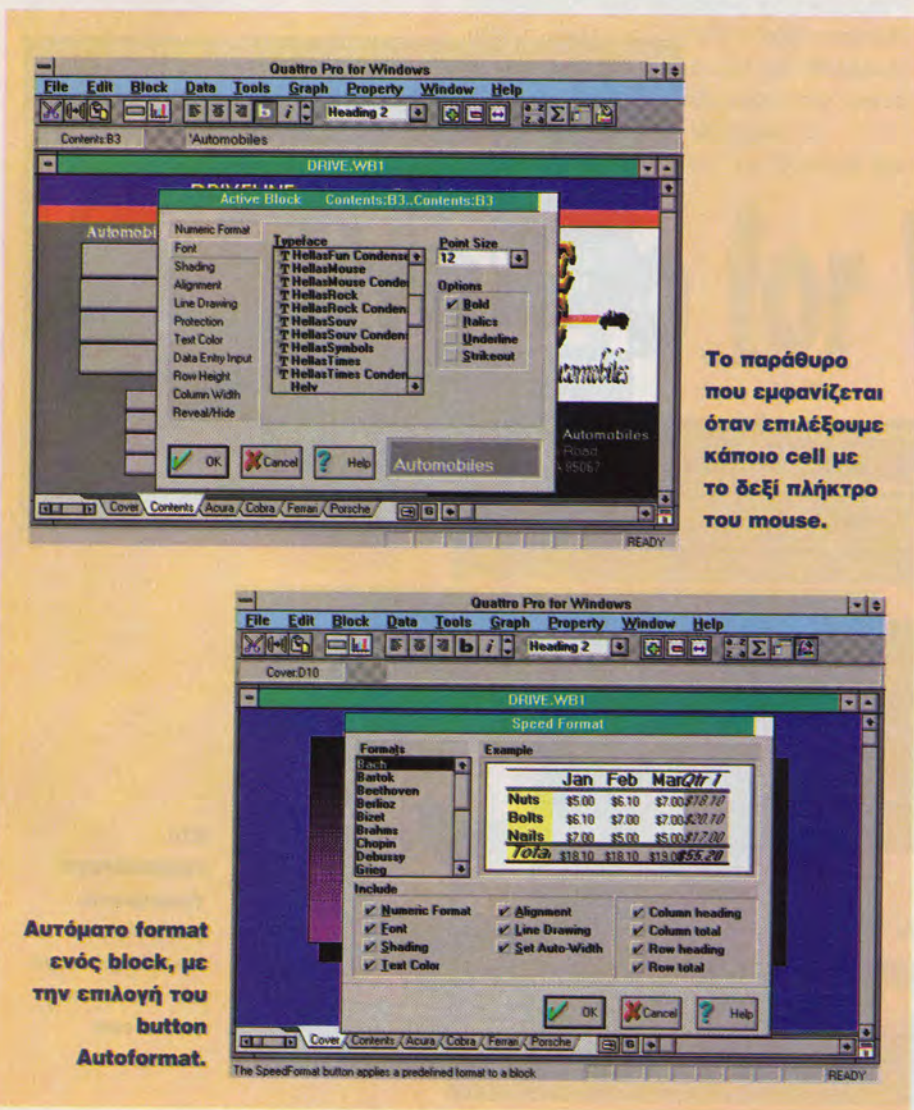 Quattro Pro for Windows
File Edit Block Data Tools Graph Property Window Help
b i Heading 2
Contents:B3 'Automobiles
DRIVE.WB1
DRIVELINE
Active Block Contents:B3..Contents:B3
Automobi
Numeric Format
Font
Shading
Alignment
Line Drawing
Protection
Text Color
Data Entry Input
Row Height
Column Width
Reveal/Hide
Typeface
HellasFun Condense
HellasMouse
HellasMouse Conde
HellasRock
HellasRock Conden
HellasSouv
HellasSouv Conden
HellasSymbols
HellasTimes
HellasTimes Conden
Helv
Point Size
12
Options
Bold
Italics
Underline
Strikeout
Automobiles
Road
95067
OK Cancel ? Help Automobiles
Cover Contents Acura Cobra Ferrari Porsche G
READY
Το παράθυρο
που εμφανίζεται
όταν επιλέξουμε
κάποιο cell με
το δεξί πλήκτρο
του mouse.
Quattro Pro for Windows
File Edit Block Data Tools Graph Property Window Help
b i Heading 2
Cover:D10
DRIVE.WB1
Speed Format
Formats
Bach
Bartok
Beethoven
Berlioz
Bizet
Brahms
Chopin
Debussy
Grieg
Example
Jan Feb Mar Qtr 1
Nuts $5.00 $6.10 $7.00 $18.10
Bolts $6.10 $7.00 $7.00 $20.10
Nails $7.00 $5.00 $5.00 $17.00
Tota $18.10 $18.10 $19.0 $55.20
Include
Numeric Format Alignment Column heading
Font Line Drawing Column total
Shading Set Auto-Width Row heading
Text Color Row total
OK Cancel ? Help
Cover Contents Acura Cobra Ferrari Porsche G
The SpeedFormat button applies a predefined format to a block READY
Αυτόματο format
ενός block, με
την επιλογή του
button
Autoformat.